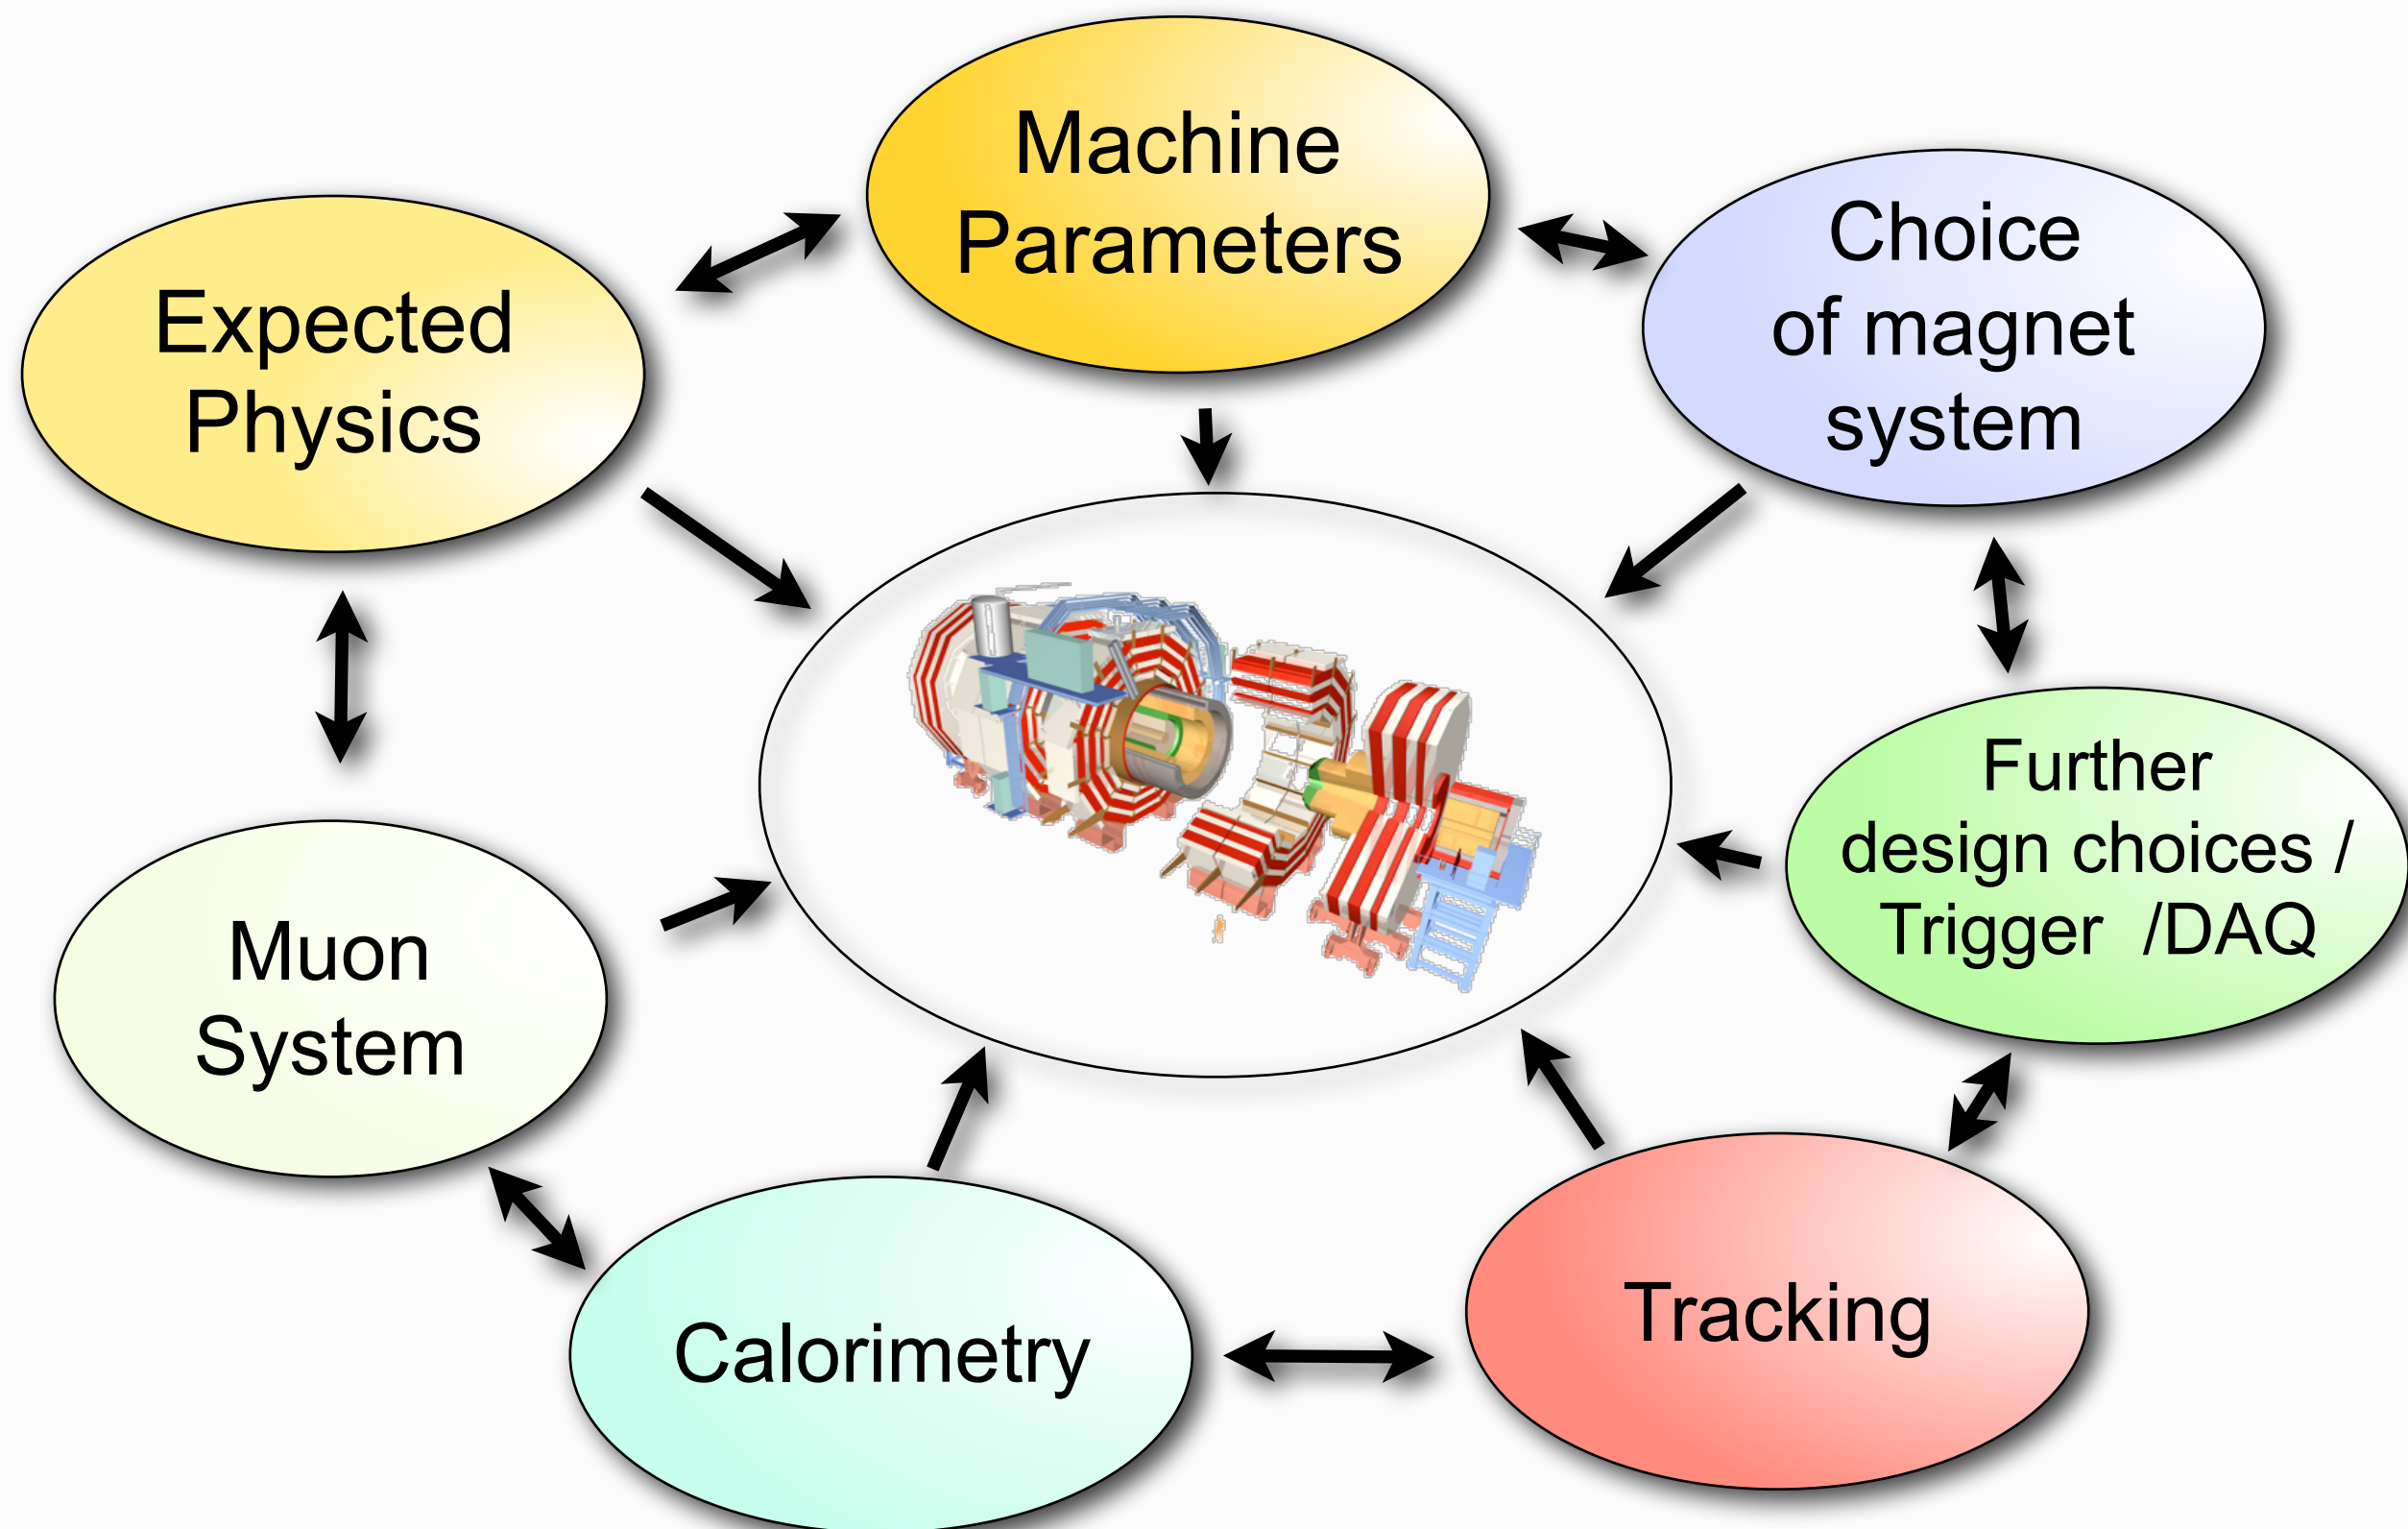 Machine
Parameters
Expected
Physics
Choice
of magnet
system
Further
design choices /
Trigger /DAQ
Muon
System
Calorimetry
Tracking